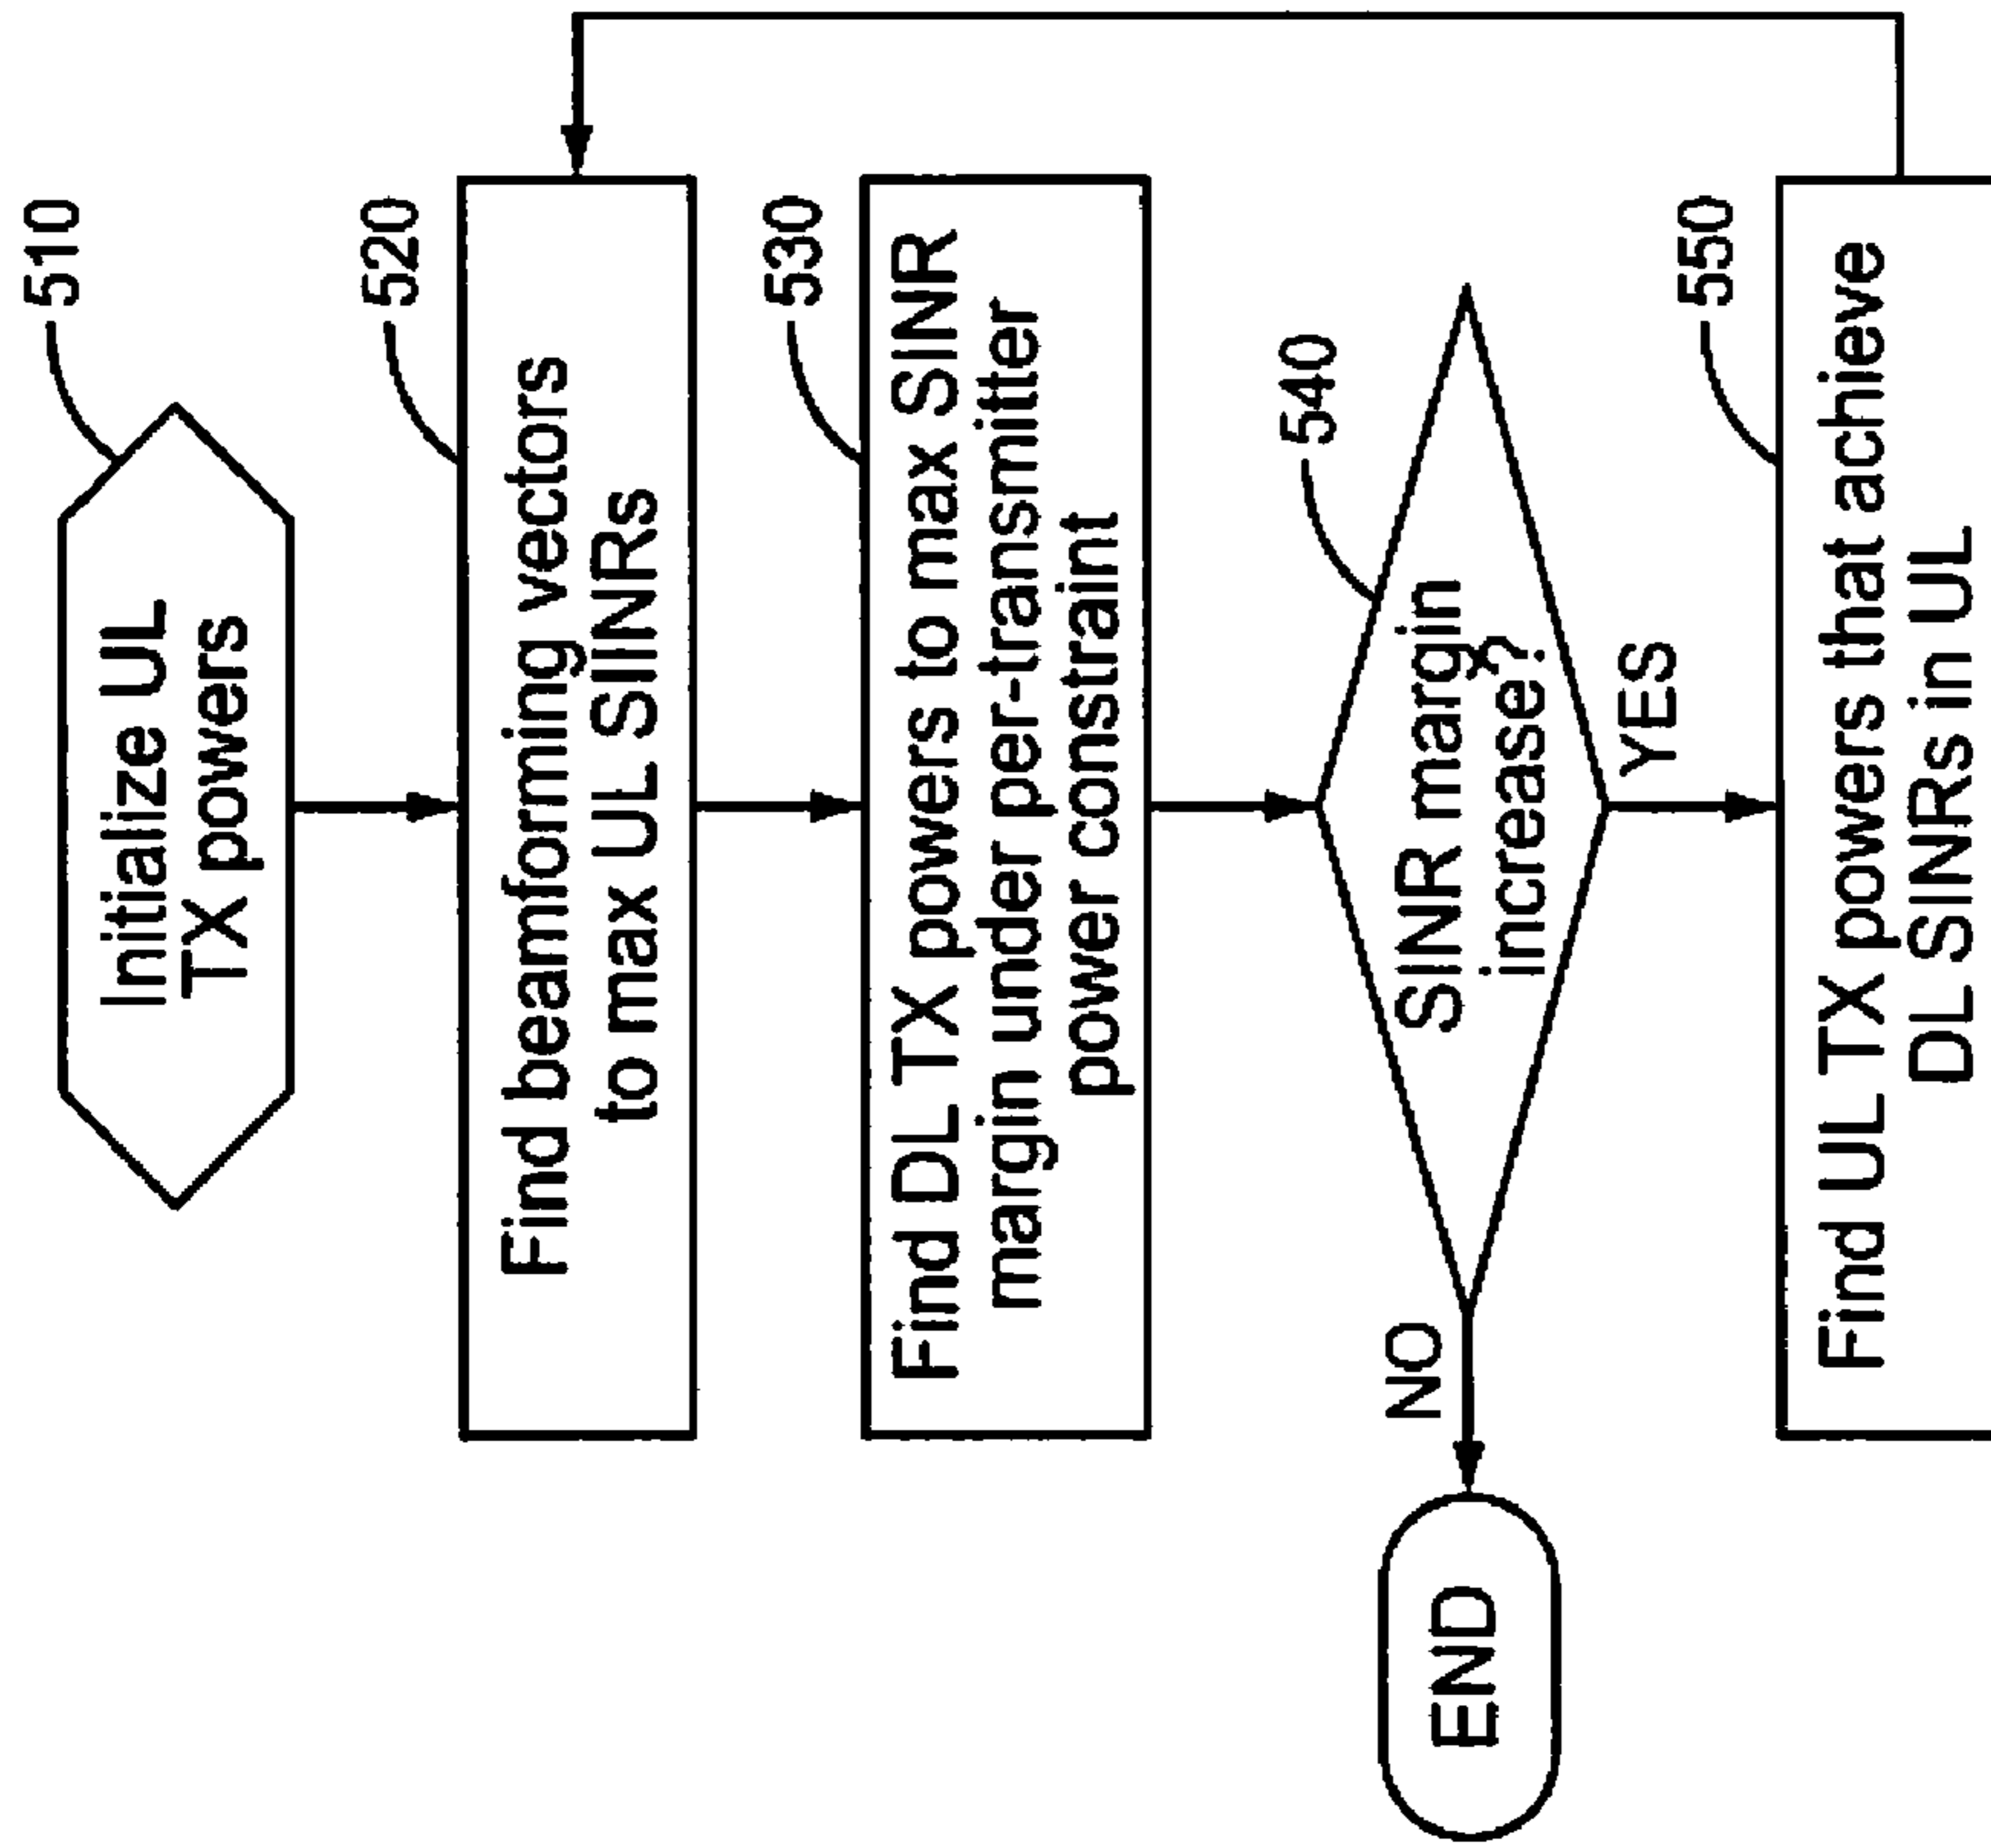 510
Initialize UL
TX powers
520
Find beamforming vectors
to max UL SINRs
530
Find DL TX powers to max SINR
margin under per-transmitter
power constraint
540
SINR margin
increase?
NO
END
YES
550
Find UL TX powers that achieve
DL SINRs in UL